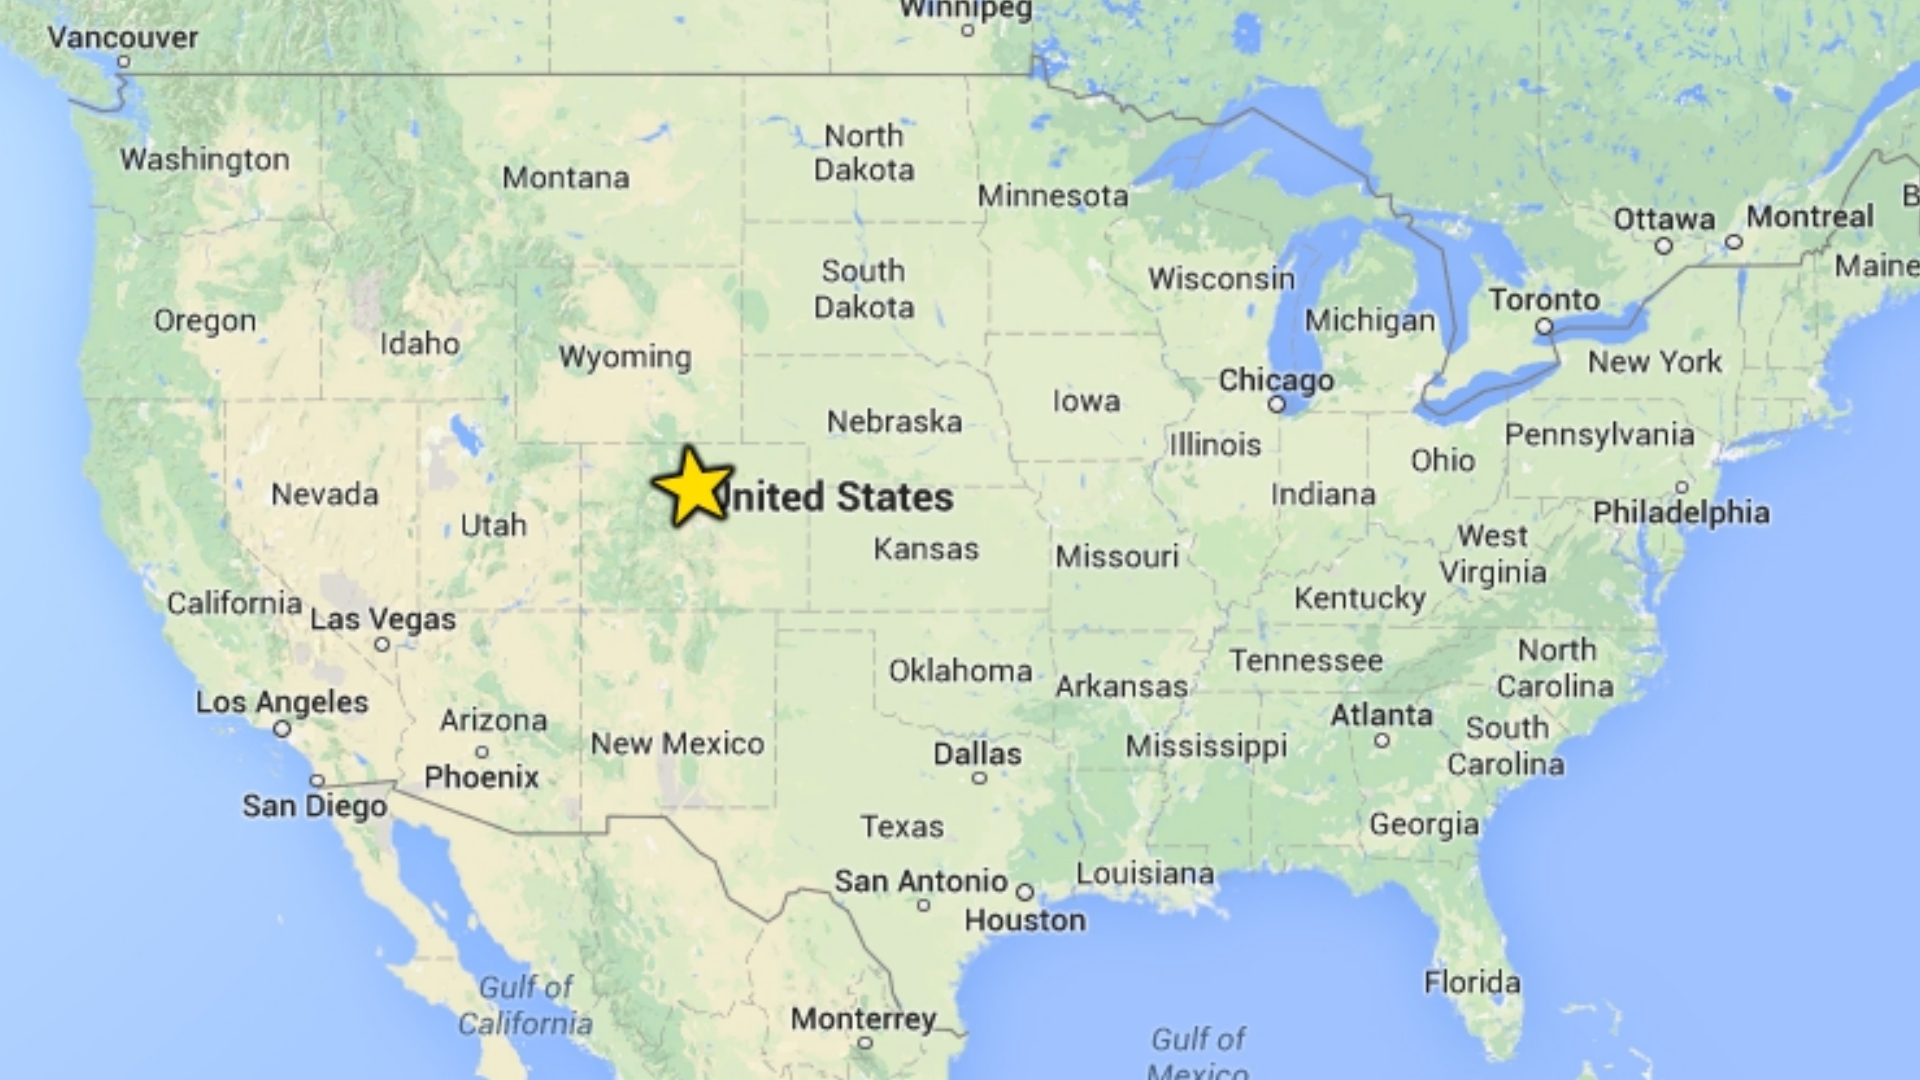 Winnipeg
Vancouver
North
Dakota
Washington
Montana
Minnesota
Ottawa
Montreal
B
Maine
South
Dakota
Wisconsin
Toronto
Michigan
Oregon
Idaho
Wyoming
New York
Chicago
Iowa
Nebraska
Pennsylvania
Illinois
Ohio
Nevada
United States
Indiana
Utah
Philadelphia
Kansas
Missouri
West
Virginia
California
Las Vegas
Kentucky
North
Carolina
Tennessee
Oklahoma
Arkansas
Los Angeles
Arizona
Atlanta
South
Carolina
New Mexico
Dallas
Mississippi
Phoenix
San Diego
Texas
Georgia
San Antonio
Louisiana
Houston
Florida
Gulf of
California
Monterrey
Gulf of
Mexico